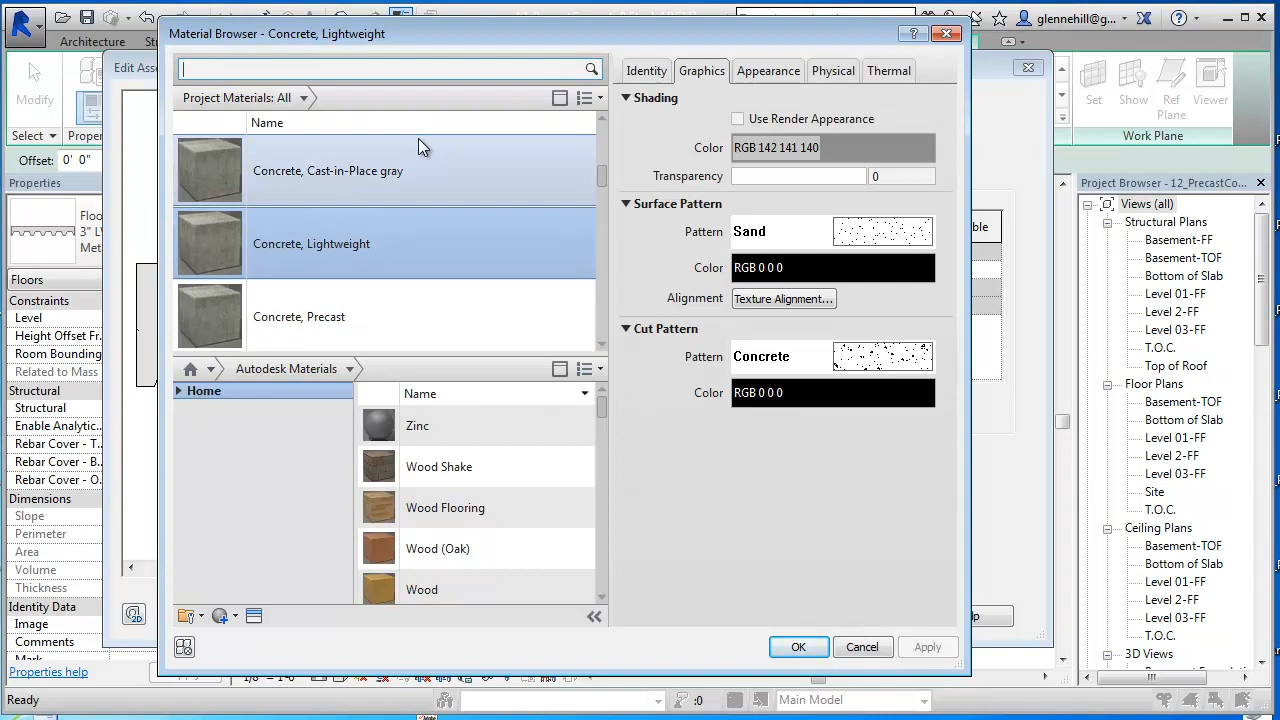 glennehill@g...
Architecture
Material Browser - Concrete, Lightweight
Edit Ass
Modify
Select
Proper
Offset: 0' 0"
Properties
Floo
3" L
Met
Floors
Constraints
Level
Height Offset Fr...
Room Bounding
Related to Mass
Structural
Structural
Enable Analytic...
Rebar Cover - T...
Rebar Cover - B...
Rebar Cover - O...
Dimensions
Slope
Perimeter
Area
Volume
Thickness
Identity Data
Image
Comments
Mark
Properties help
Project Materials: All
Name
Concrete, Cast-in-Place gray
Concrete, Lightweight
Concrete, Precast
Autodesk Materials
Home
Name
Zinc
Wood Shake
Wood Flooring
Wood (Oak)
Wood
Identity
Graphics
Appearance
Physical
Thermal
Shading
Use Render Appearance
Color RGB 142 141 140
Transparency 0
Surface Pattern
Pattern Sand
Color RGB 0 0 0
Alignment Texture Alignment...
Cut Pattern
Pattern Concrete
Color RGB 0 0 0
OK
Cancel
Apply
Set
Show
Ref
Plane
Viewer
Work Plane
Project Browser - 12_PrecastCo...
Views (all)
Structural Plans
Basement-FF
Basement-TOF
Bottom of Slab
Level 01-FF
Level 2-FF
Level 03-FF
T.O.C.
Top of Roof
Floor Plans
Basement-TOF
Bottom of Slab
Level 01-FF
Level 2-FF
Level 03-FF
Site
T.O.C.
Ceiling Plans
Basement-TOF
Bottom of Slab
Level 01-FF
Level 2-FF
Level 03-FF
T.O.C.
3D Views
Ready
:0
Main Model